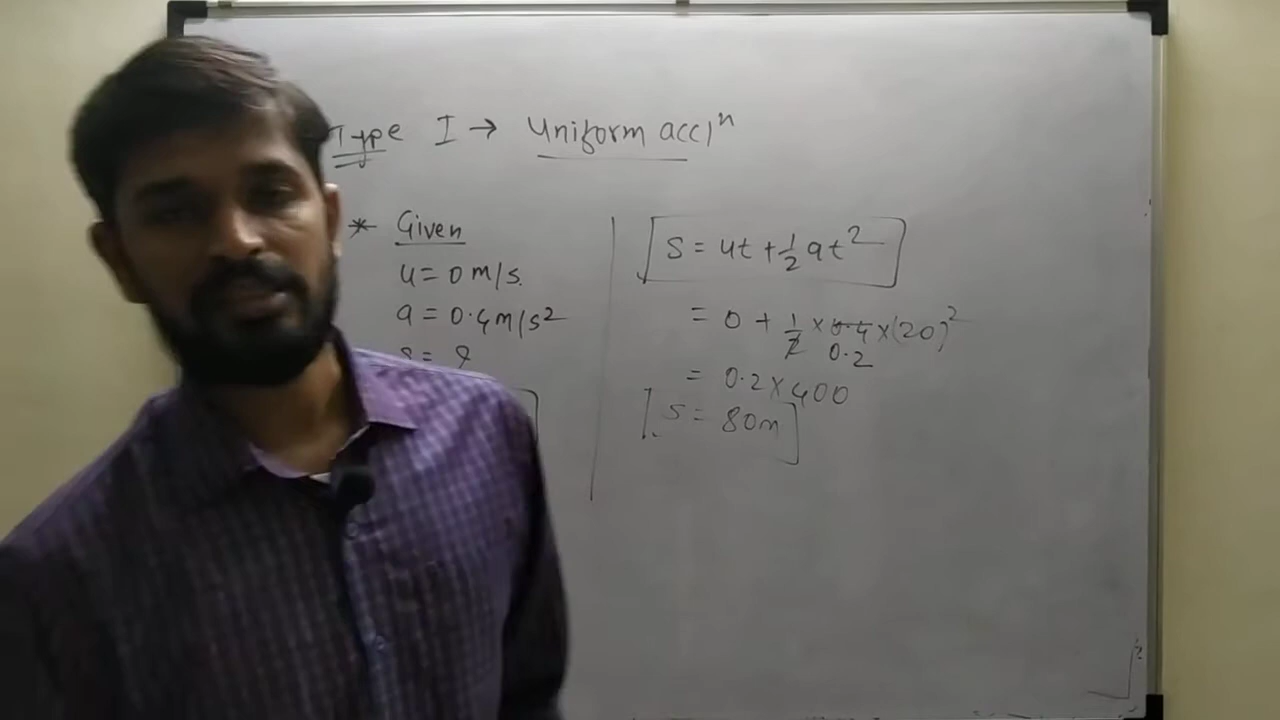 Type I → Uniform accⁿ
* Given
u = 0 m/s.
a = 0.4 m/s²
s = ?
S = ut + ½ at²
= 0 + ½ × 0.4 × (20)²
0.2
= 0.2 × 400
S = 80m